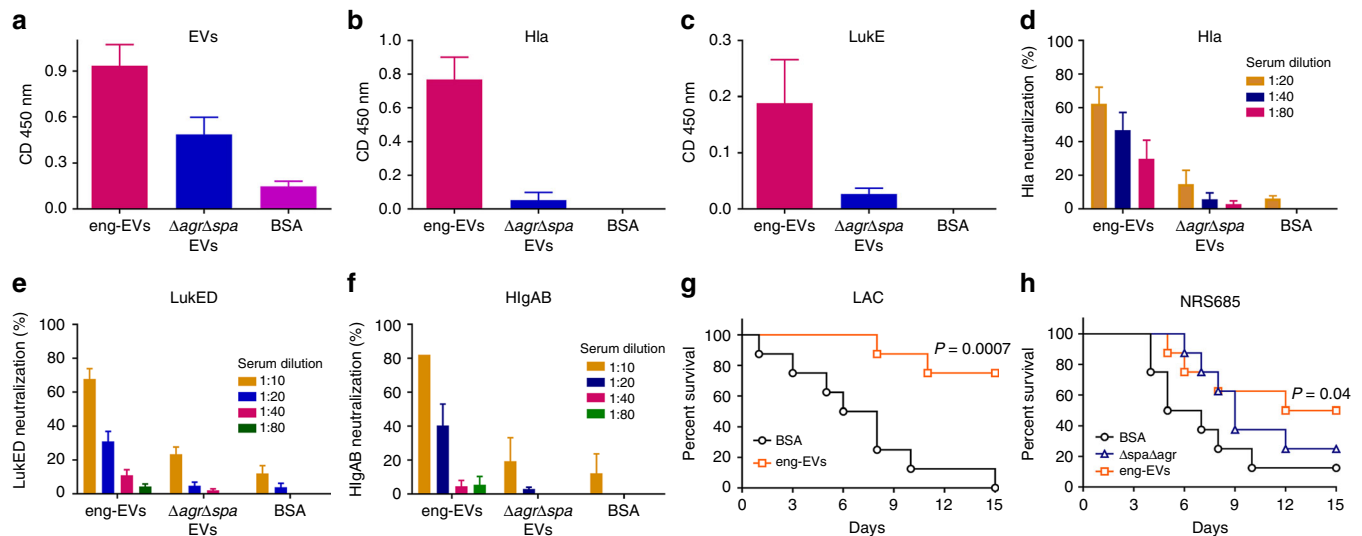 a
EVs
CD 450 nm
0.9
0.6
0.3
0.0
eng-EVs
ΔagrΔspa
EVs
BSA
b
Hla
CD 450 nm
1.0
0.8
0.6
0.4
0.2
0.0
eng-EVs
ΔagrΔspa
EVs
BSA
c
LukE
CD 450 nm
0.3
0.2
0.1
0.0
eng-EVs
ΔagrΔspa
EVs
BSA
d
Hla
Hla neutralization (%)
100
80
60
40
20
0
Serum dilution
1:20
1:40
1:80
eng-EVs
ΔagrΔspa
EVs
BSA
e
LukED
LukED neutralization (%)
100
80
60
40
20
0
Serum dilution
1:10
1:20
1:40
1:80
eng-EVs
ΔagrΔspa
EVs
BSA
f
HlgAB
HlgAB neutralization (%)
100
80
60
40
20
0
Serum dilution
1:10
1:20
1:40
1:80
eng-EVs
ΔagrΔspa
EVs
BSA
g
LAC
Percent survival
100
80
60
40
20
0
P = 0.0007
BSA
eng-EVs
0
3
6
9
12
15
Days
h
NRS685
Percent survival
100
80
60
40
20
0
P = 0.04
BSA
ΔspaΔagr
eng-EVs
0
3
6
9
12
15
Days